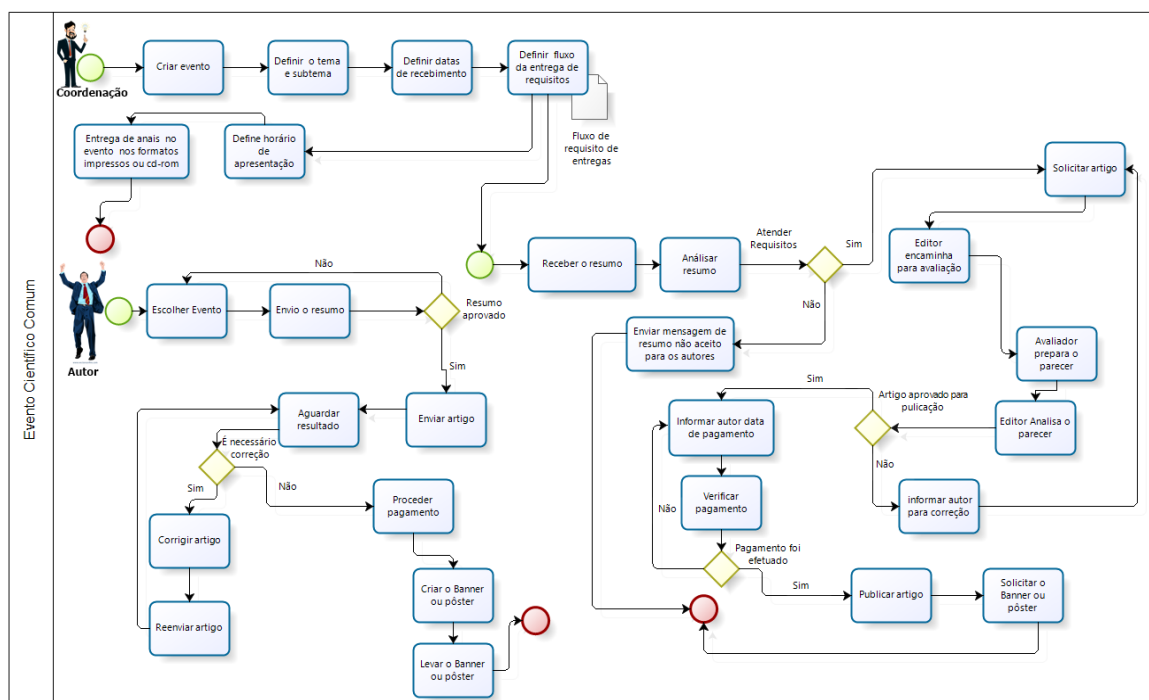 Evento Científico Comum
Coordenação
Criar evento
Definir o tema
e subtema
Definir datas
de recebimento
Definir fluxo
da entrega de
requisitos
Fluxo de
requisito de
entregas
Entrega de anais no
evento nos formatos
impressos ou cd-rom
Define horário
de
apresentação
Solicitar artigo
Receber o resumo
Análisar
resumo
Atender
Requisitos
Sim
Não
Editor
encaminha
para avaliação
Autor
Escolher Evento
Envio o resumo
Não
Resumo
aprovado
Sim
Enviar mensagem de
resumo não aceito
para os autores
Avaliador
prepara o
parecer
Aguardar
resultado
Enviar artigo
É necessário
correção
Sim
Não
Sim
Informar autor data
de pagamento
Artigo aprovado para
pulicação
Editor Analisa o
parecer
Não
Proceder
pagamento
Corrigir artigo
Verificar
pagamento
Não
informar autor
para correção
Pagamento foi
efetuado
Sim
Criar o Banner
ou pôster
Publicar artigo
Solicitar o
Banner ou
pôster
Reenviar artigo
Levar o Banner
ou pôster